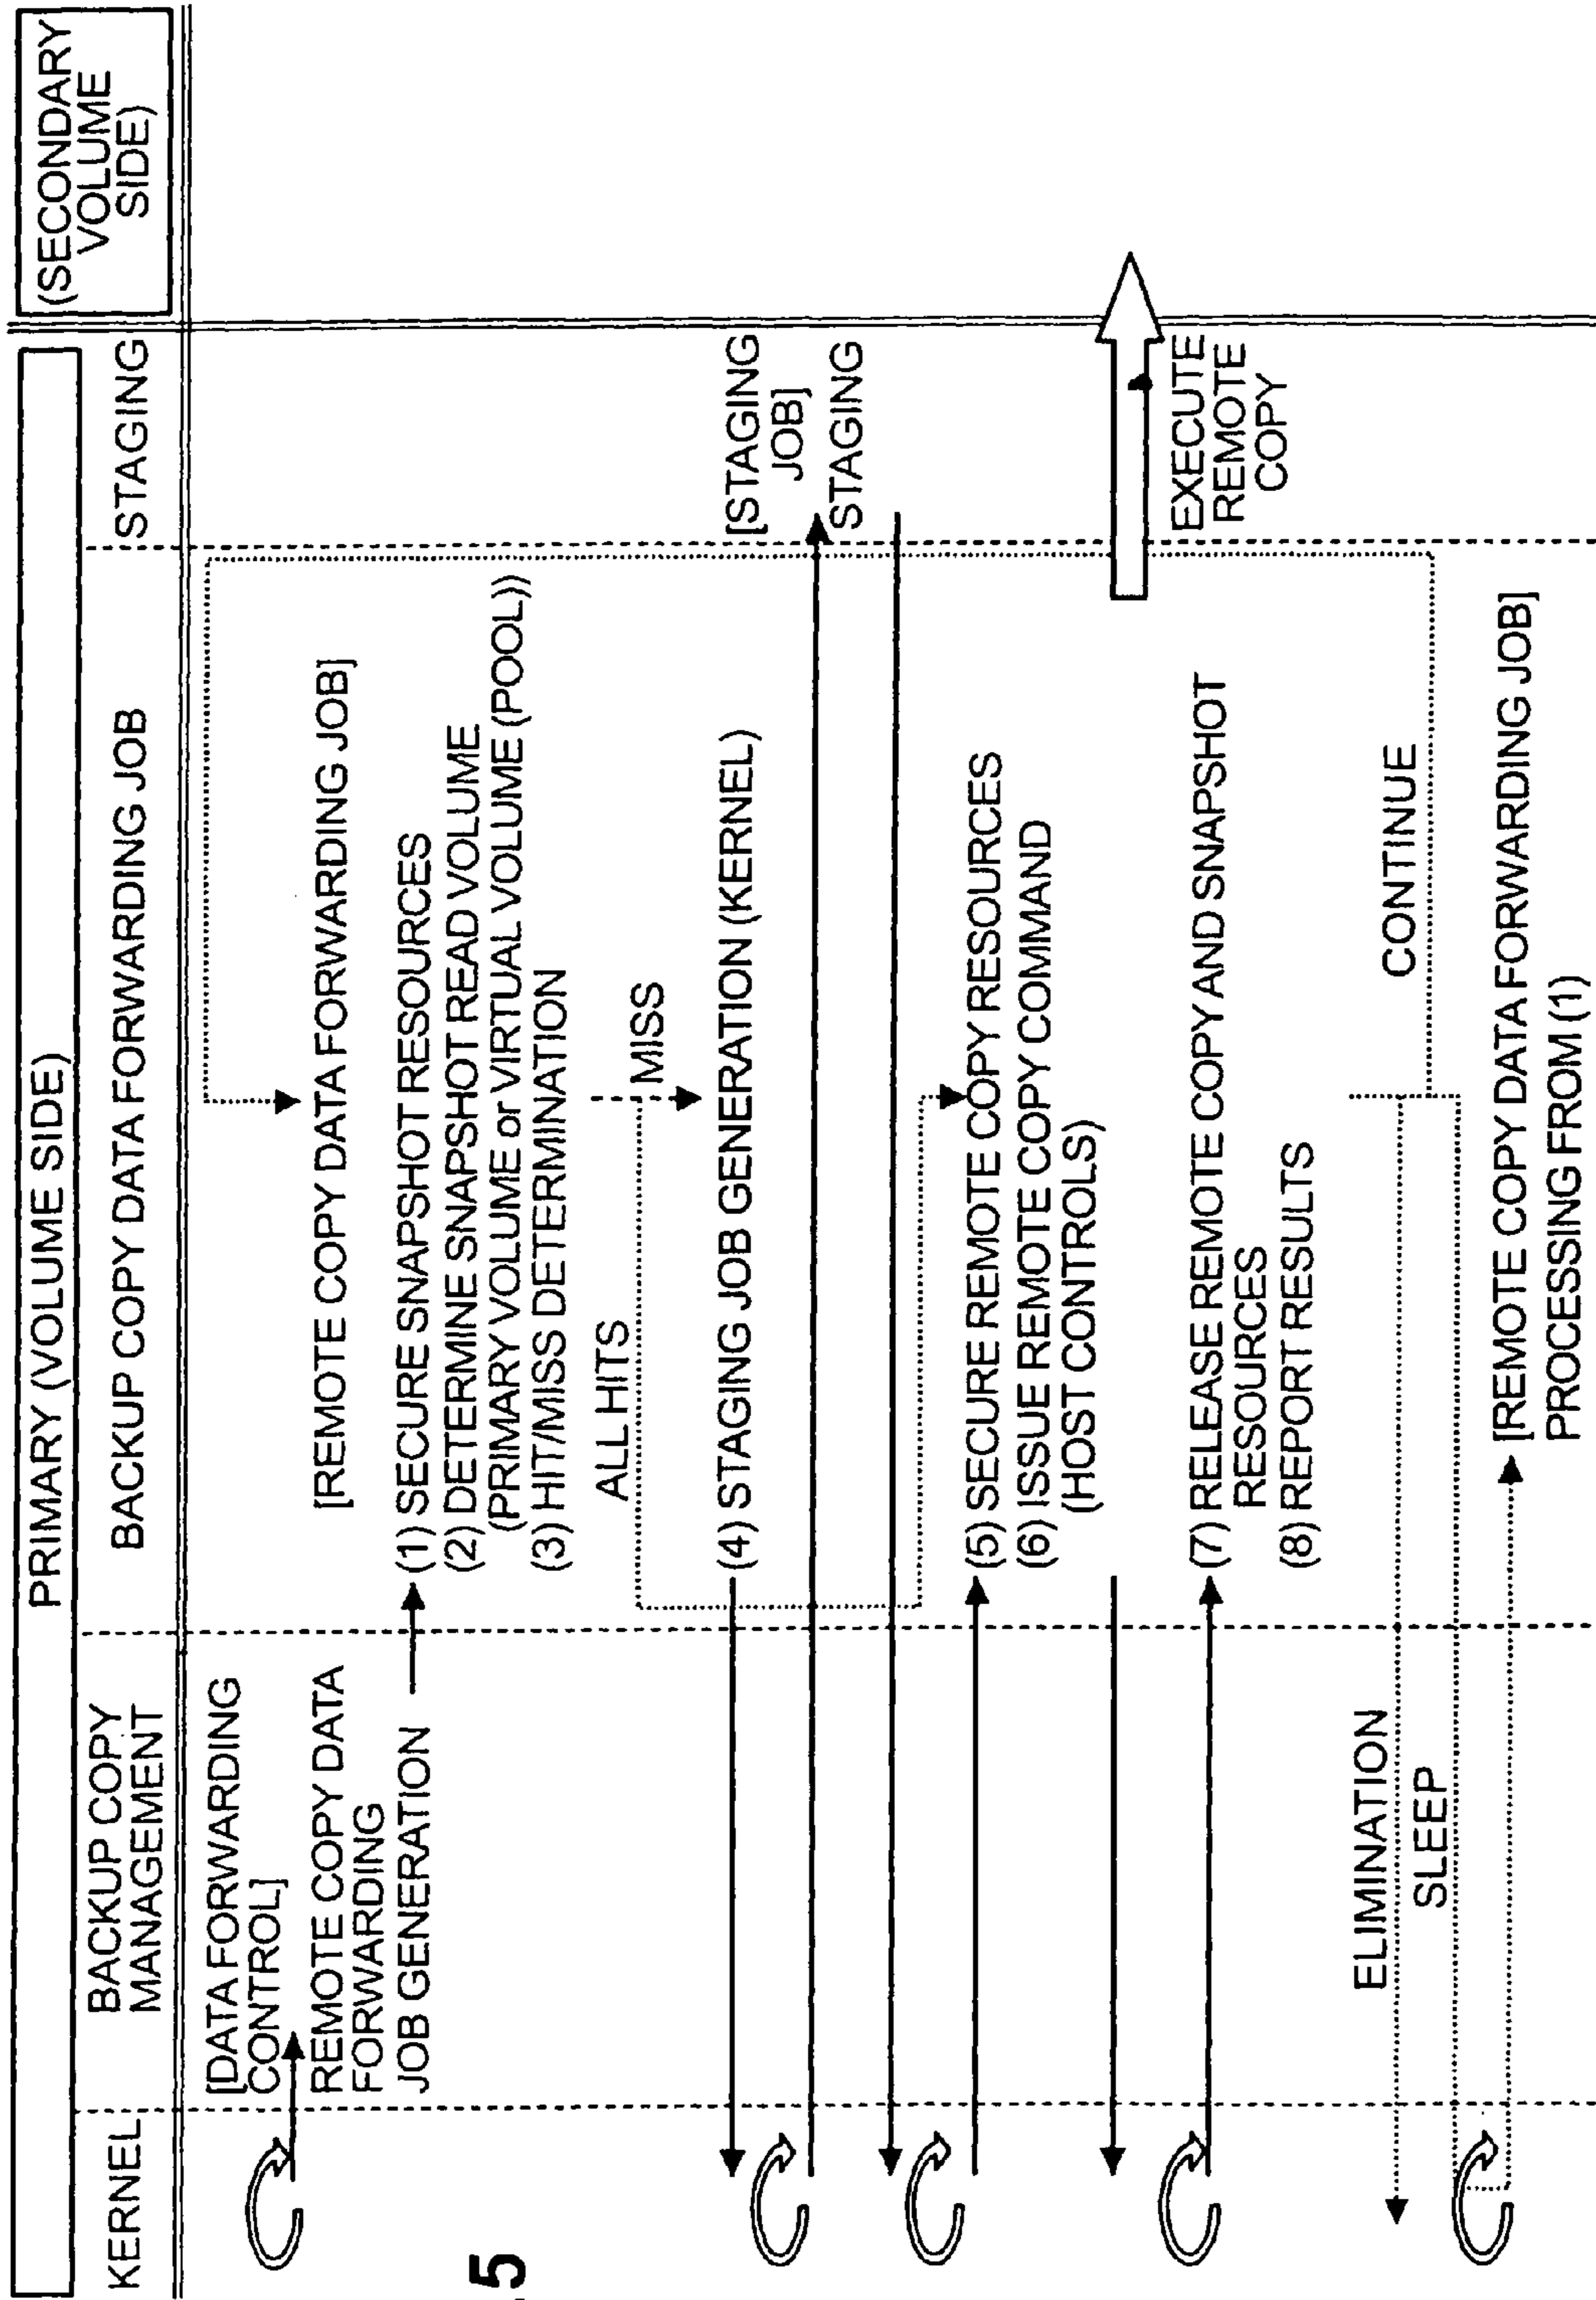 PRIMARY (VOLUME SIDE)
(SECONDARY
VOLUME
SIDE)
KERNEL
BACKUP COPY
MANAGEMENT
BACKUP COPY DATA FORWARDING JOB
STAGING
[DATA FORWARDING
CONTROL]
REMOTE COPY DATA
FORWARDING
JOB GENERATION
[REMOTE COPY DATA FORWARDING JOB]
(1) SECURE SNAPSHOT RESOURCES
(2) DETERMINE SNAPSHOT READ VOLUME
(PRIMARY VOLUME or VIRTUAL VOLUME (POOL))
(3) HIT/MISS DETERMINATION
ALL HITS
MISS
(4) STAGING JOB GENERATION (KERNEL)
[STAGING
JOB]
STAGING
(5) SECURE REMOTE COPY RESOURCES
(6) ISSUE REMOTE COPY COMMAND
(HOST CONTROLS)
EXECUTE
REMOTE
COPY
(7) RELEASE REMOTE COPY AND SNAPSHOT
RESOURCES
(8) REPORT RESULTS
ELIMINATION
SLEEP
CONTINUE
[REMOTE COPY DATA FORWARDING JOB]
PROCESSING FROM (1)
5